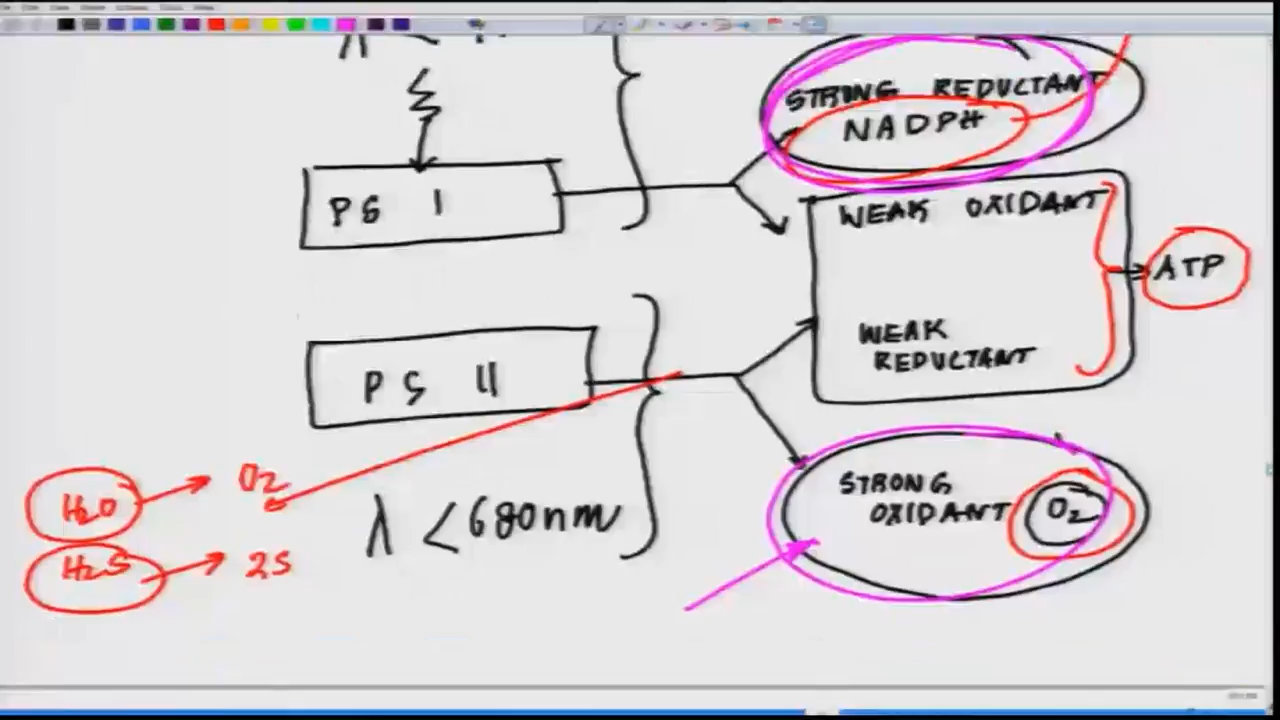 STRONG REDUCTANT
NADPH
PS I
WEAK OXIDANT
ATP
WEAK
REDUCTANT
PS II
H2O → O2
STRONG
OXIDANT O2
λ < 680nm
H2S → 2S